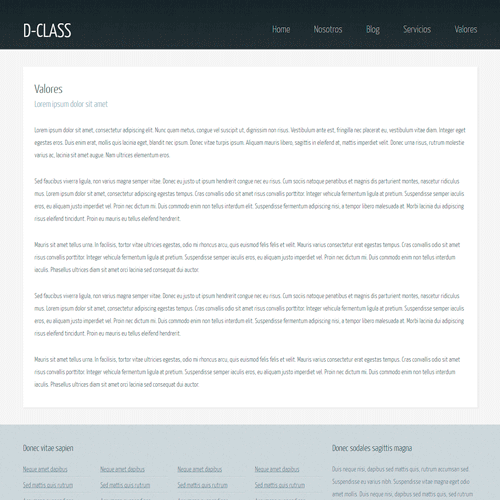 D-CLASS
Home Nosotros Blog Servicios Valores
Valores
Lorem ipsum dolor sit amet
Lorem ipsum dolor sit amet, consectetur adipiscing elit. Nunc quam metus, congue vel suscipit ut, dignissim non risus. Vestibulum ante est, fringilla nec placerat eu, vestibulum vitae diam. Integer eget
egestas eros. Duis enim erat, mollis quis lacinia eget, blandit nec ipsum. Donec vitae turpis ipsum. Aliquam mauris libero, sagittis in eleifend at, mattis imperdiet velit. Donec urna risus, rutrum molestie
varius ac, lacinia sit amet augue. Nam ultrices elementum eros.
Sed faucibus viverra ligula, non varius magna semper vitae. Donec eu justo ut ipsum hendrerit congue nec eu risus. Cum sociis natoque penatibus et magnis dis parturient montes, nascetur ridiculus
mus. Lorem ipsum dolor sit amet, consectetur adipiscing egestas tempus. Cras convallis odio sit amet risus convallis porttitor. Integer vehicula fermentum ligula at pretium. Suspendisse semper iaculis
eros, eu aliquam justo imperdiet vel. Proin nec dictum mi. Duis commodo enim non tellus interdum elit. Suspendisse fermentum adipiscing nisi, a tempor libero malesuada at. Morbi lacinia dui adipiscing
risus eleifend tincidunt. Proin eu mauris eu tellus eleifend hendrerit.
Mauris sit amet tellus urna. In facilisis, tortor vitae ultrices egestas, odio mi rhoncus arcu, quis euismod felis felis et dui. Mauris varius consectetur erat egestas tempus. Cras convallis odio sit amet risus convallis
porttitor. Integer vehicula fermentum ligula at pretium. Suspendisse semper iaculis eros, eu aliquam justo imperdiet vel. Proin nec dictum mi. Duis commodo enim non tellus interdum elit. Suspendisse lacinia
iaculis. Phasellus ultricies diam sit amet orci lacinia sed consequat dui auctor.
Sed faucibus viverra ligula, non varius magna semper vitae. Donec eu justo ut ipsum hendrerit congue nec eu risus. Cum sociis natoque penatibus et magnis dis parturient montes, nascetur ridiculus
mus. Lorem ipsum dolor sit amet, consectetur adipiscing egestas tempus. Cras convallis odio sit amet risus convallis porttitor. Integer vehicula fermentum ligula at pretium. Suspendisse semper iaculis
eros, eu aliquam justo imperdiet vel. Proin nec dictum mi. Duis commodo enim non tellus interdum elit. Suspendisse fermentum adipiscing nisi, a tempor libero malesuada at. Morbi lacinia dui adipiscing
risus eleifend tincidunt. Proin eu mauris eu tellus eleifend hendrerit.
Mauris sit amet tellus urna. In facilisis, tortor vitae ultrices egestas, odio mi rhoncus arcu, quis euismod felis felis et dui. Mauris varius consectetur erat egestas tempus. Cras convallis odio sit amet risus convallis
porttitor. Integer vehicula fermentum ligula at pretium. Suspendisse semper iaculis eros, eu aliquam justo imperdiet vel. Proin nec dictum mi. Duis commodo enim non tellus interdum elit. Suspendisse lacinia
iaculis. Phasellus ultricies diam sit amet orci lacinia sed consequat dui auctor.
Donec vitae sapien
Neque amet dapibus Neque amet dapibus Neque amet dapibus Neque amet dapibus
Sed mattis quis rutrum Sed mattis quis rutrum Sed mattis quis rutrum Sed mattis quis rutrum
Donec sodales sagittis magna
Duis neque nisi, dapibus sed mattis quis, rutrum accumsan sed.
Suspendisse eu varius nibh. Suspendisse vitae magna eget odio